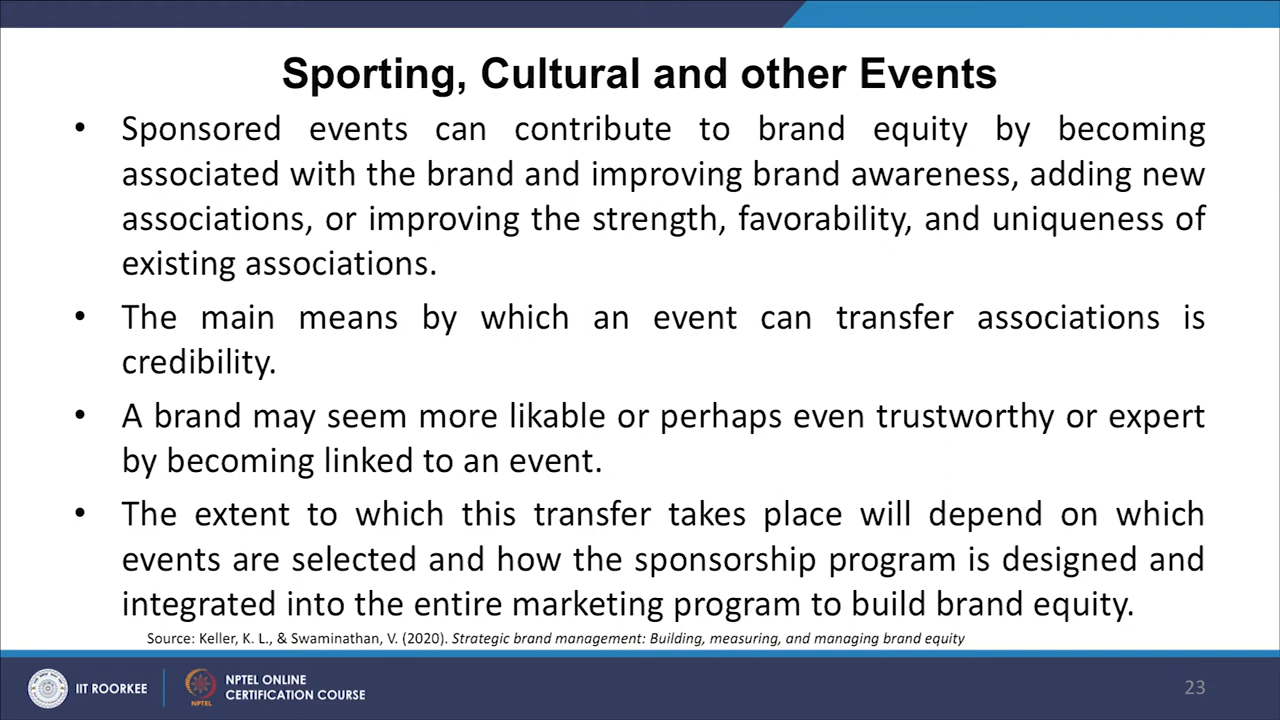 Sporting, Cultural and other Events
• Sponsored events can contribute to brand equity by becoming
associated with the brand and improving brand awareness, adding new
associations, or improving the strength, favorability, and uniqueness of
existing associations.
• The main means by which an event can transfer associations is
credibility.
• A brand may seem more likable or perhaps even trustworthy or expert
by becoming linked to an event.
• The extent to which this transfer takes place will depend on which
events are selected and how the sponsorship program is designed and
integrated into the entire marketing program to build brand equity.
Source: Keller, K. L., & Swaminathan, V. (2020). Strategic brand management: Building, measuring, and managing brand equity
IIT ROORKEE
NPTEL
NPTEL ONLINE
CERTIFICATION COURSE
23